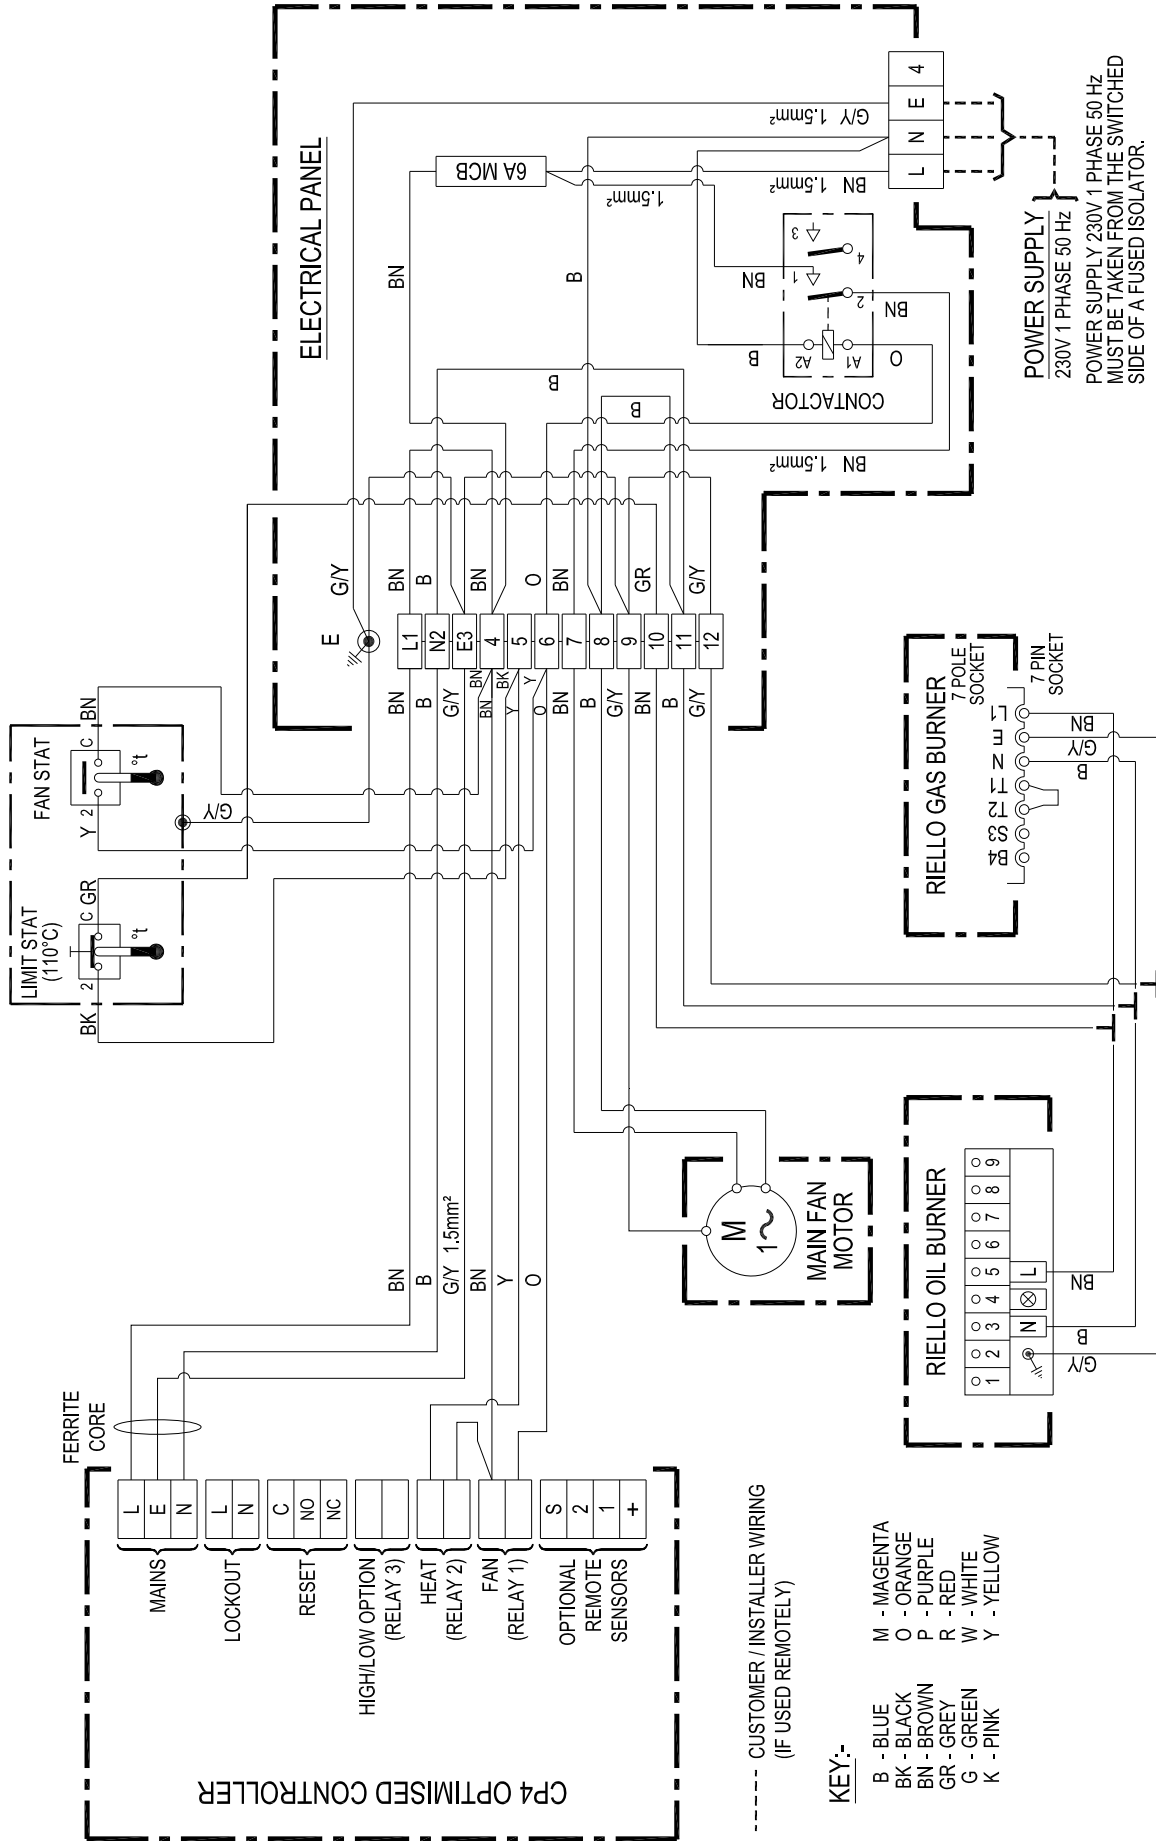 ELECTRICAL PANEL
6A MCB
BN
B
1.5mm²
1.5mm² G/Y
1.5mm² BN
L
N
E
4
POWER SUPPLY
230V 1 PHASE 50 Hz
POWER SUPPLY 230V 1 PHASE 50 Hz
MUST BE TAKEN FROM THE SWITCHED
SIDE OF A FUSED ISOLATOR.
CONTACTOR
A2
A1
1
2
3
4
B
O
BN
BN
B
B
1.5mm² BN
E
G/Y
BN
B
BN
O
BN
GR
G/Y
L1
N2
E3
4
5
6
7
8
9
10
11
12
BN
B
G/Y
BN
BN
BK
Y
Y
O
BN
B
G/Y
BN
B
G/Y
FAN STAT
BN
C
Y
2
°t
G/Y
LIMIT STAT
(110°C)
GR
C
BK
2
°t
RIELLO GAS BURNER
7 POLE
SOCKET
7 PIN
SOCKET
L1
E
N
T1
T2
S3
B4
BN
G/Y
B
RIELLO OIL BURNER
1
2
3
4
5
6
7
8
9
N
L
BN
B
G/Y
M
1~
MAIN FAN
MOTOR
BN
B
G/Y 1.5mm²
BN
Y
O
FERRITE
CORE
L
E
N
MAINS
L
N
LOCKOUT
C
NO
NC
RESET
HIGH/LOW OPTION
(RELAY 3)
HEAT
(RELAY 2)
FAN
(RELAY 1)
S
2
1
+
OPTIONAL
REMOTE
SENSORS
CP4 OPTIMISED CONTROLLER
CUSTOMER / INSTALLER WIRING
(IF USED REMOTELY)
KEY:-
B - BLUE
BK - BLACK
BN - BROWN
GR - GREY
G - GREEN
K - PINK
M - MAGENTA
O - ORANGE
P - PURPLE
R - RED
W - WHITE
Y - YELLOW